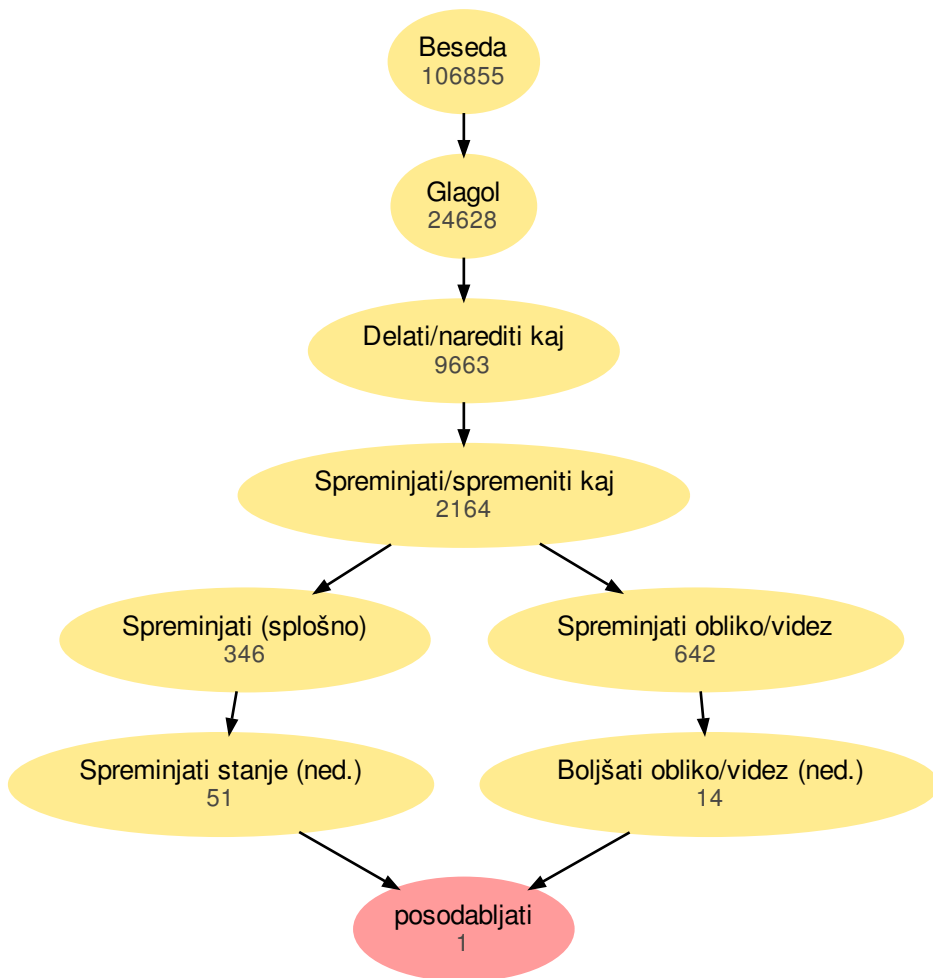 Beseda
106855
Glagol
24628
Delati/narediti kaj
9663
Spreminjati/spremeniti kaj
2164
Spreminjati (splošno)
346
Spreminjati obliko/videz
642
Spreminjati stanje (ned.)
51
Boljšati obliko/videz (ned.)
14
posodabljati
1